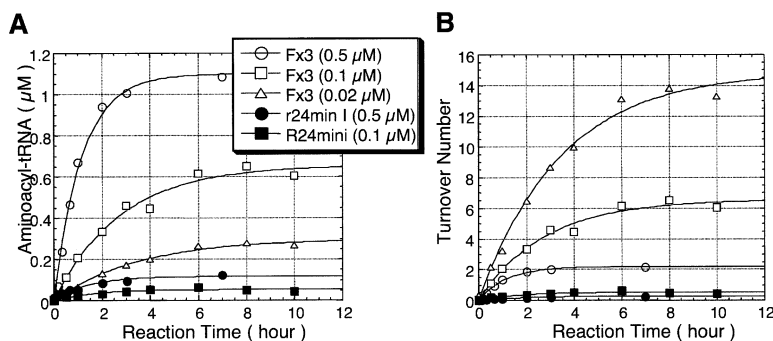 A
B
Aminoacyl-tRNA ( µM )
1.2
1
0.8
0.6
0.4
0.2
0
0 2 4 6 8 10 12
Reaction Time ( hour )
Fx3 (0.5 µM)
Fx3 (0.1 µM)
Fx3 (0.02 µM)
r24min I (0.5 µM)
R24mini (0.1 µM)
Turnover Number
16
14
12
10
8
6
4
2
0
0 2 4 6 8 10 12
Reaction Time ( hour )